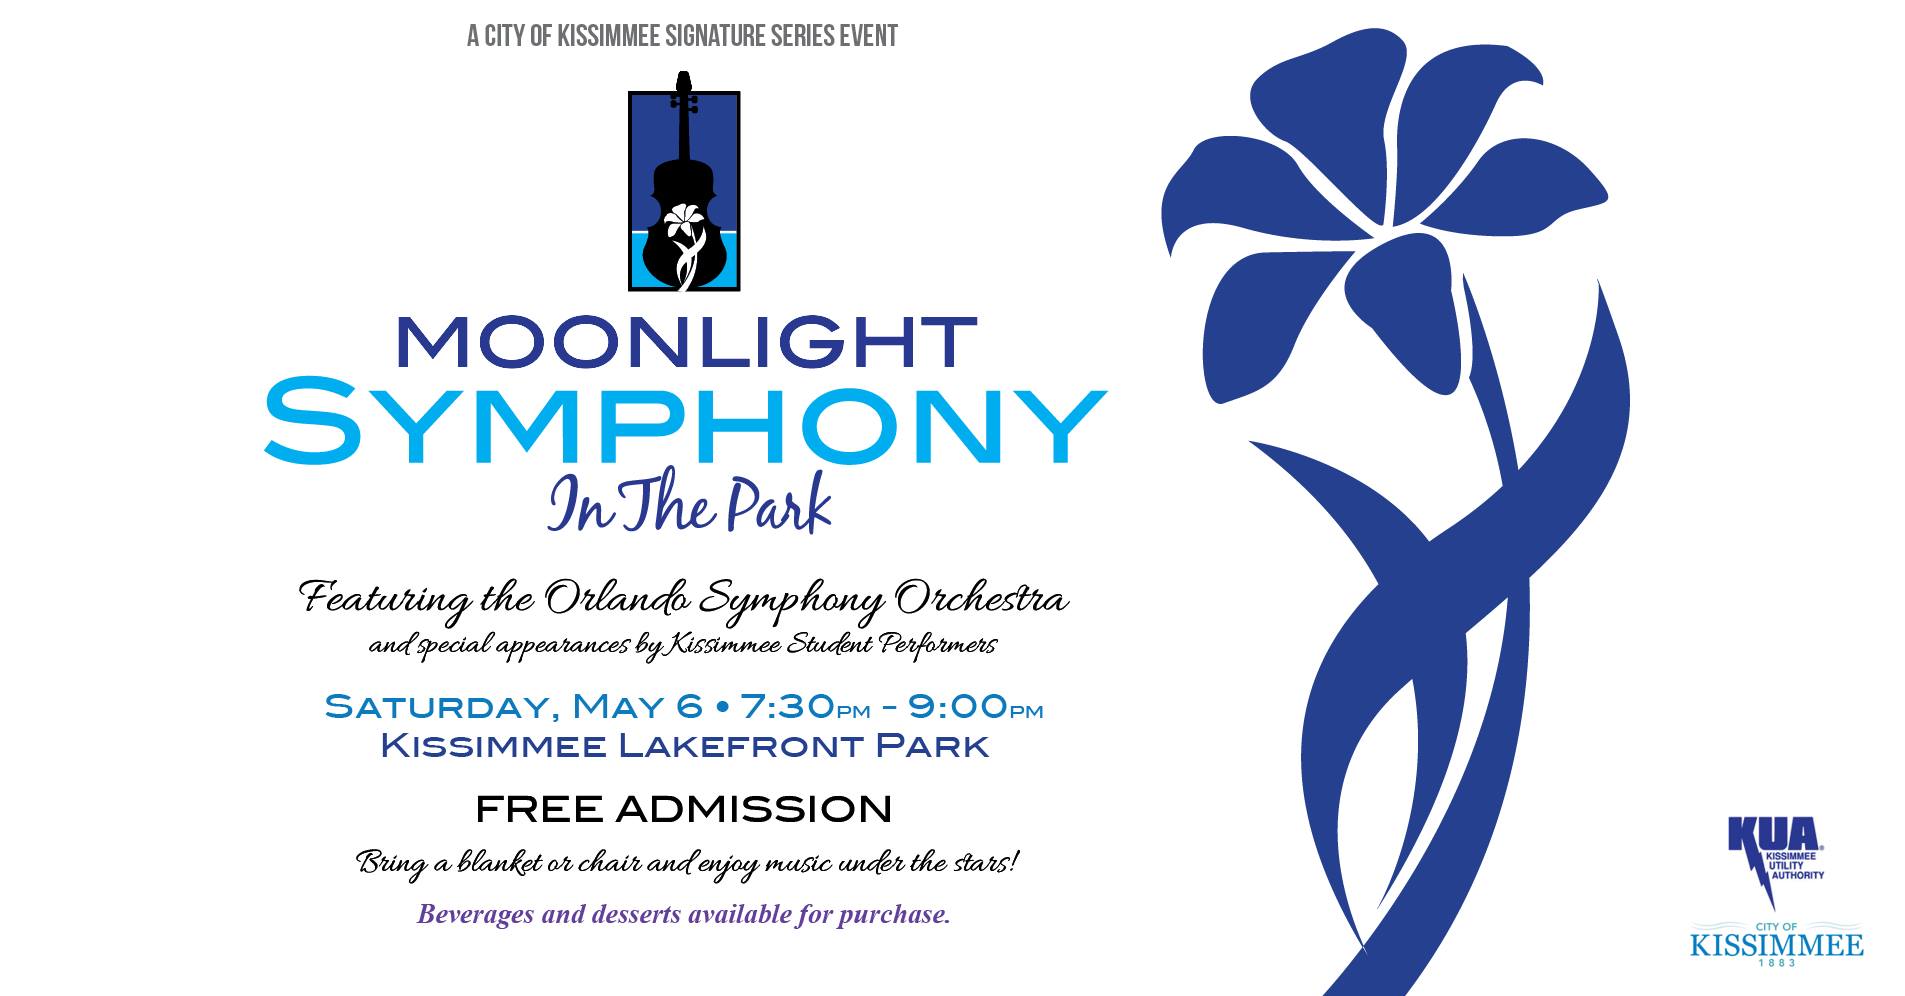 A CITY OF KISSIMMEE SIGNATURE SERIES EVENT
MOONLIGHT
SYMPHONY
In The Park
Featuring the Orlando Symphony Orchestra
and special appearances by Kissimmee Student Performers
SATURDAY, MAY 6 • 7:30PM - 9:00PM
KISSIMMEE LAKEFRONT PARK
FREE ADMISSION
Bring a blanket or chair and enjoy music under the stars!
Beverages and desserts available for purchase.
KUA®
KISSIMMEE
UTILITY
AUTHORITY
CITY OF
KISSIMMEE
1883